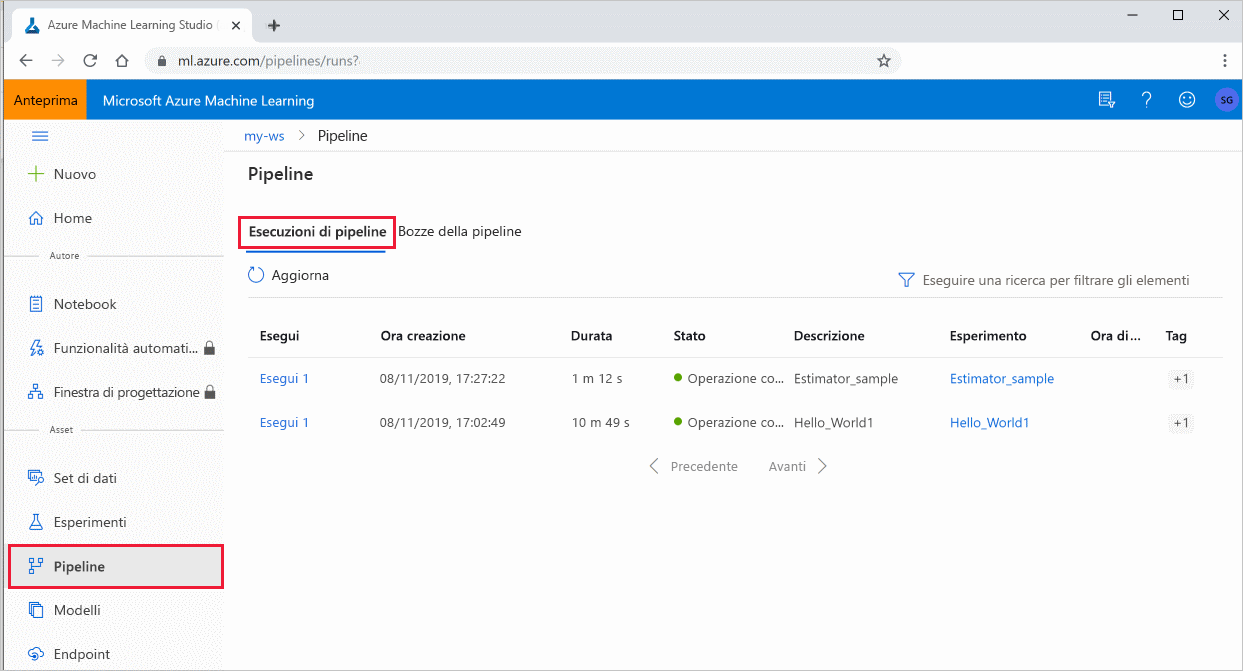 Azure Machine Learning Studio
ml.azure.com/pipelines/runs?
Anteprima
Microsoft Azure Machine Learning
SG
my-ws > Pipeline
Nuovo
Home
Autore
Notebook
Funzionalità automati...
Finestra di progettazione
Asset
Set di dati
Esperimenti
Pipeline
Modelli
Endpoint
Pipeline
Esecuzioni di pipeline Bozze della pipeline
Aggiorna
Eseguire una ricerca per filtrare gli elementi
Esegui Ora creazione Durata Stato Descrizione Esperimento Ora di... Tag
Esegui 1 08/11/2019, 17:27:22 1 m 12 s Operazione co... Estimator_sample Estimator_sample +1
Esegui 1 08/11/2019, 17:02:49 10 m 49 s Operazione co... Hello_World1 Hello_World1 +1
Precedente Avanti